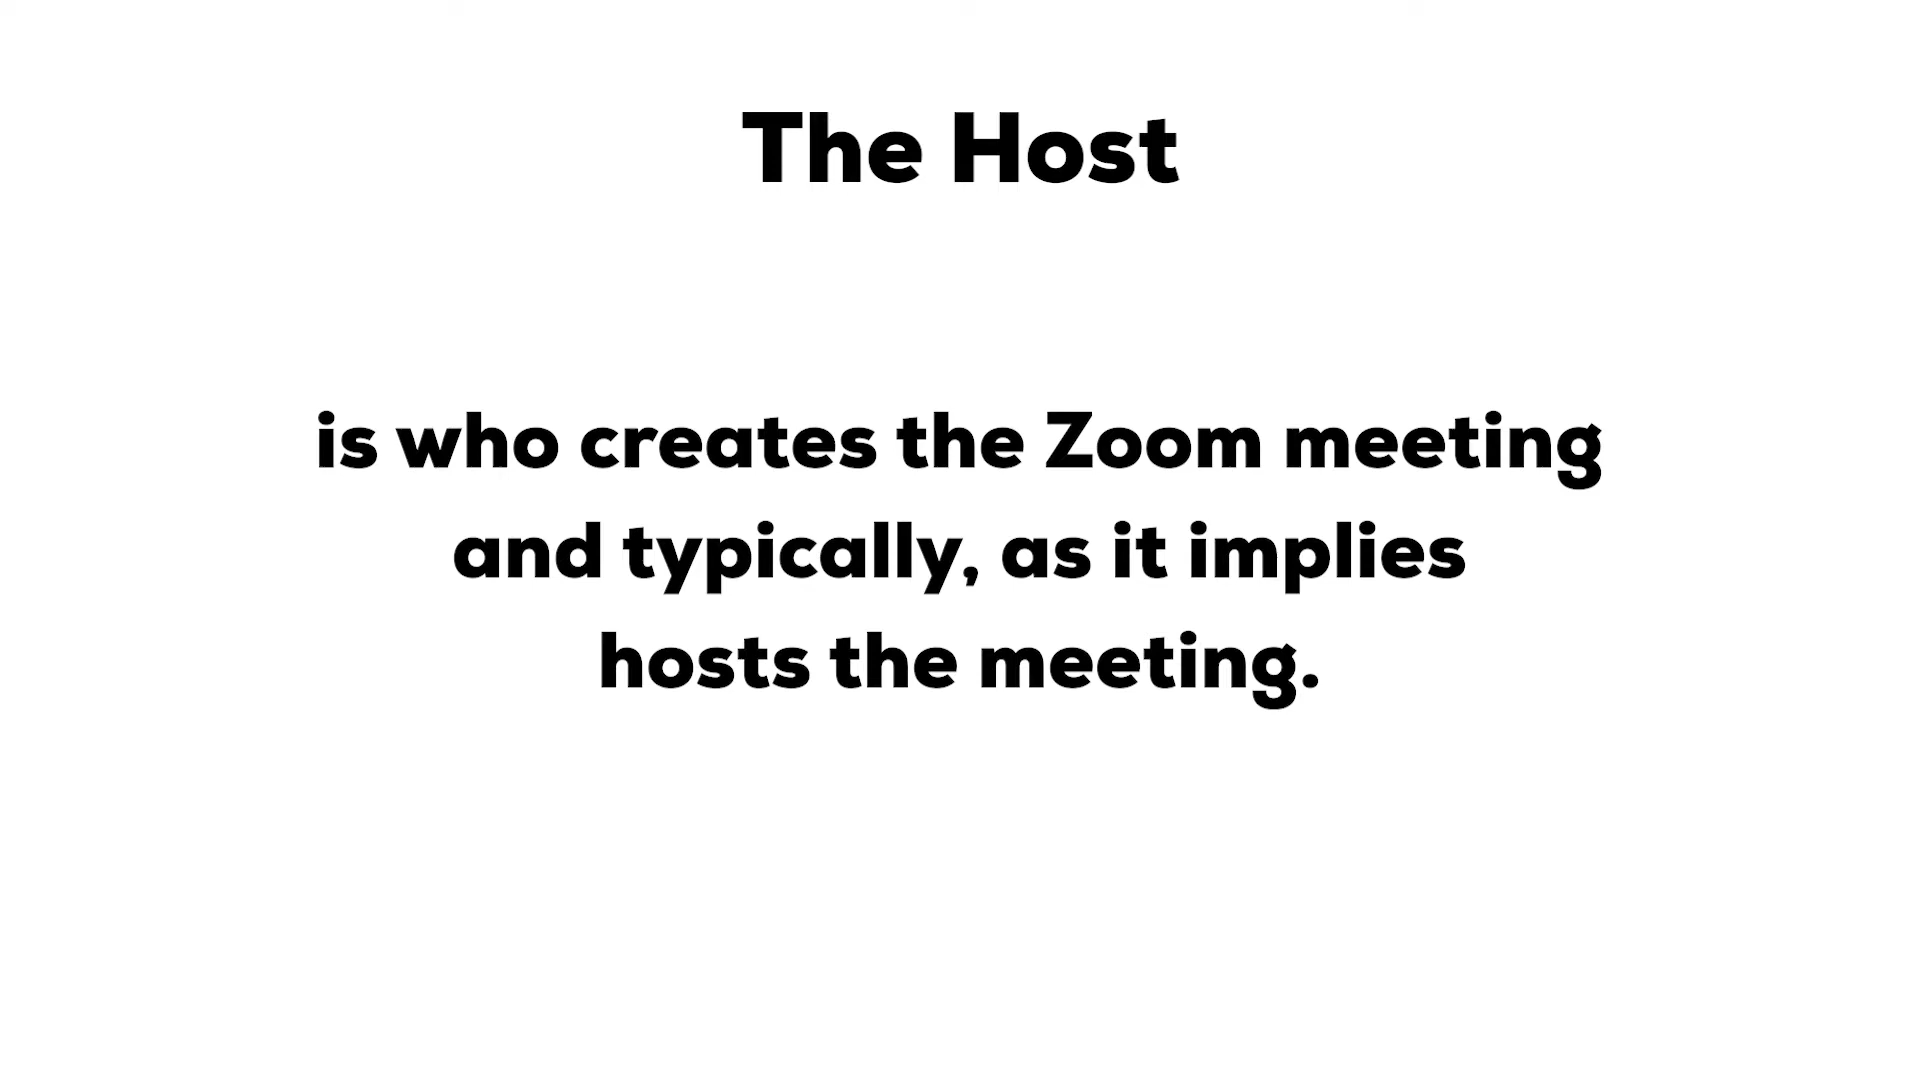 The Host
is who creates the Zoom meeting
and typically, as it implies
hosts the meeting.